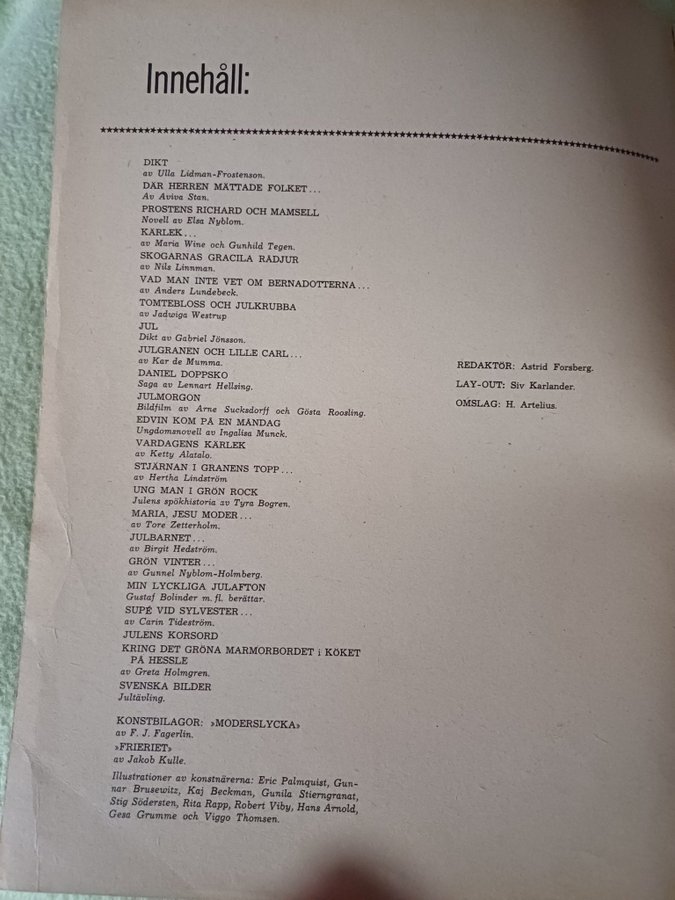 Innehåll:
DIKT
av Ulla Lidman-Frostenson.
DÄR HERREN MÄTTADE FOLKET...
Av Aviva Stan.
PROSTENS RICHARD OCH MAMSELL
Novell av Elsa Nyblom.
KÄRLEK...
av Maria Wine och Gunhild Tegen.
SKOGARNAS GRACILA RÅDJUR
av Nils Linnman.
VAD MAN INTE VET OM BERNADOTTERNA...
av Anders Lundebeck.
TOMTEBLOSS OCH JULKRUBBA
av Jadwiga Westrup
JUL
Dikt av Gabriel Jönsson.
JULGRANEN OCH LILLE CARL...
av Kar de Mumma.
DANIEL DOPPSKO
Saga av Lennart Hellsing.
JULMORGON
Bildfilm av Arne Sucksdorff och Gösta Roosling.
EDVIN KOM PÅ EN MÅNDAG
Ungdomsnovell av Ingalisa Munck.
VARDAGENS KÄRLEK
av Ketty Alatalo.
STJÄRNAN I GRANENS TOPP...
av Hertha Lindström
UNG MAN I GRÖN ROCK
Julens spökhistoria av Tyra Bogren.
MARIA, JESU MODER...
av Tore Zetterholm.
JULBARNET...
av Birgit Hedström.
GRÖN VINTER...
av Gunnel Nyblom-Holmberg.
MIN LYCKLIGA JULAFTON
Gustaf Bolinder m. fl. berättar.
SUPÉ VID SYLVESTER...
av Carin Tideström.
JULENS KORSORD
KRING DET GRÖNA MARMORBORDET i KÖKET
PÅ HESSLE
av Greta Holmgren.
SVENSKA BILDER
Jultävling.
KONSTBILAGOR: »MODERSLYCKA»
av F. J. Fagerlin.
»FRIERIET»
av Jakob Kulle.
Illustrationer av konstnärerna: Eric Palmquist, Gun-
nar Brusewitz, Kaj Beckman, Gunila Stierngranat,
Stig Södersten, Rita Rapp, Robert Viby, Hans Arnold,
Gesa Grumme och Viggo Thomsen.
REDAKTÖR: Astrid Forsberg.
LAY-OUT: Siv Karlander.
OMSLAG: H. Artelius.